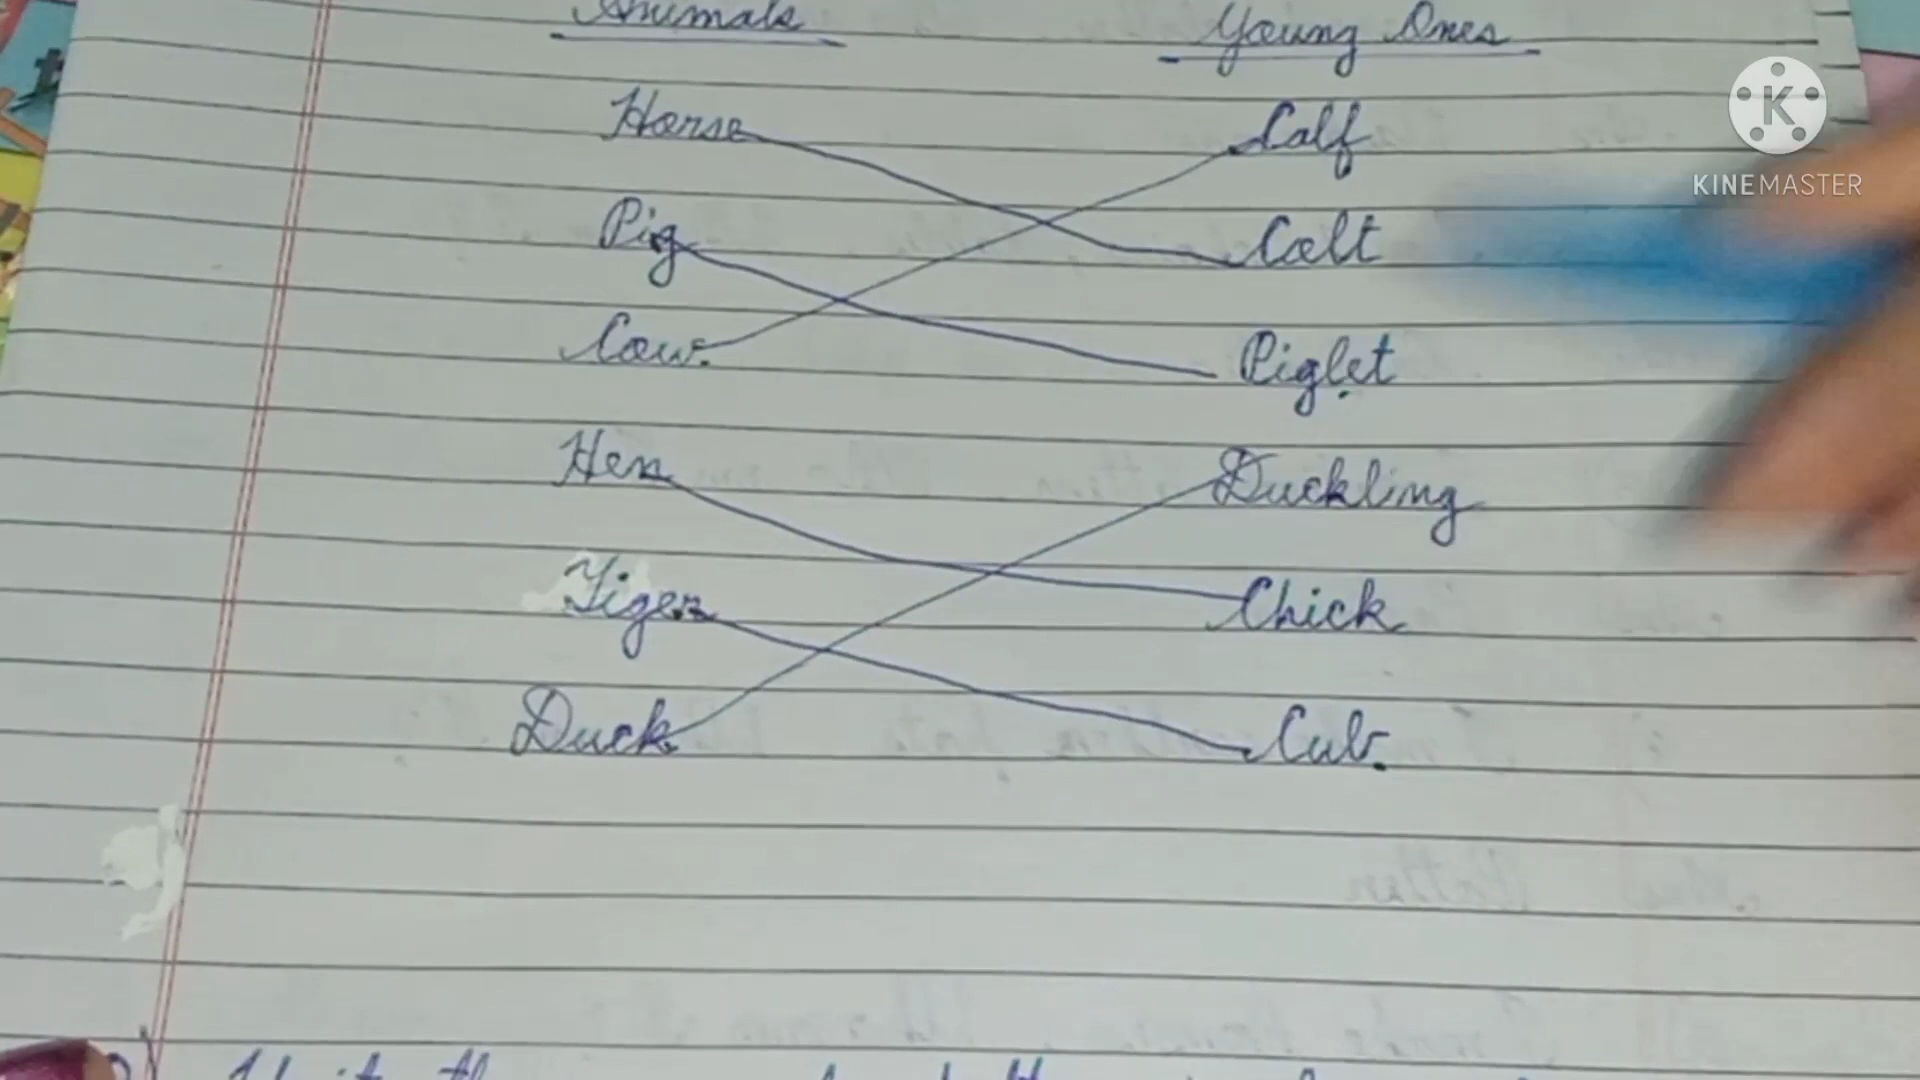 Animals Young Ones
Horse Calf
Pig Colt
Cow. Piglet
Hen Duckling
Tiger Chick
Duck Cub.
KINEMASTER